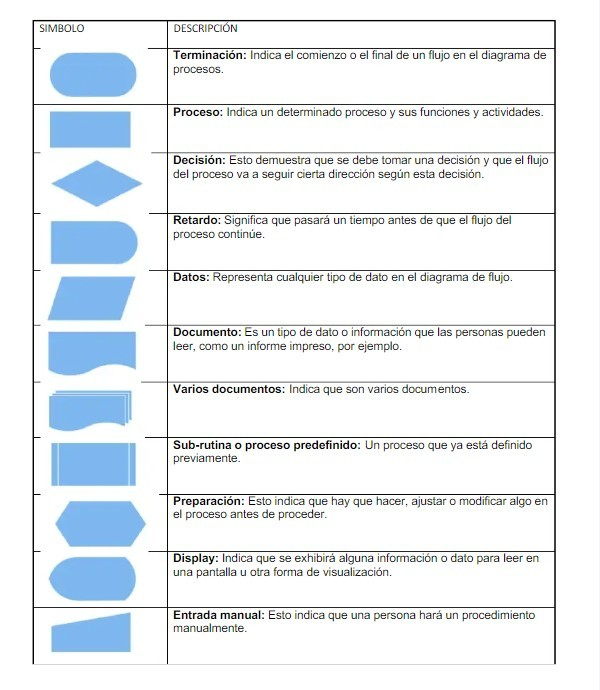 SIMBOLO DESCRIPCIÓN
Terminación: Indica el comienzo o el final de un flujo en el diagrama de
procesos.
Proceso: Indica un determinado proceso y sus funciones y actividades.
Decisión: Esto demuestra que se debe tomar una decisión y que el flujo
del proceso va a seguir cierta dirección según esta decisión.
Retardo: Significa que pasará un tiempo antes de que el flujo del
proceso continúe.
Datos: Representa cualquier tipo de dato en el diagrama de flujo.
Documento: Es un tipo de dato o información que las personas pueden
leer, como un informe impreso, por ejemplo.
Varios documentos: Indica que son varios documentos.
Sub-rutina o proceso predefinido: Un proceso que ya está definido
previamente.
Preparación: Esto indica que hay que hacer, ajustar o modificar algo en
el proceso antes de proceder.
Display: Indica que se exhibirá alguna información o dato para leer en
una pantalla u otra forma de visualización.
Entrada manual: Esto indica que una persona hará un procedimiento
manualmente.